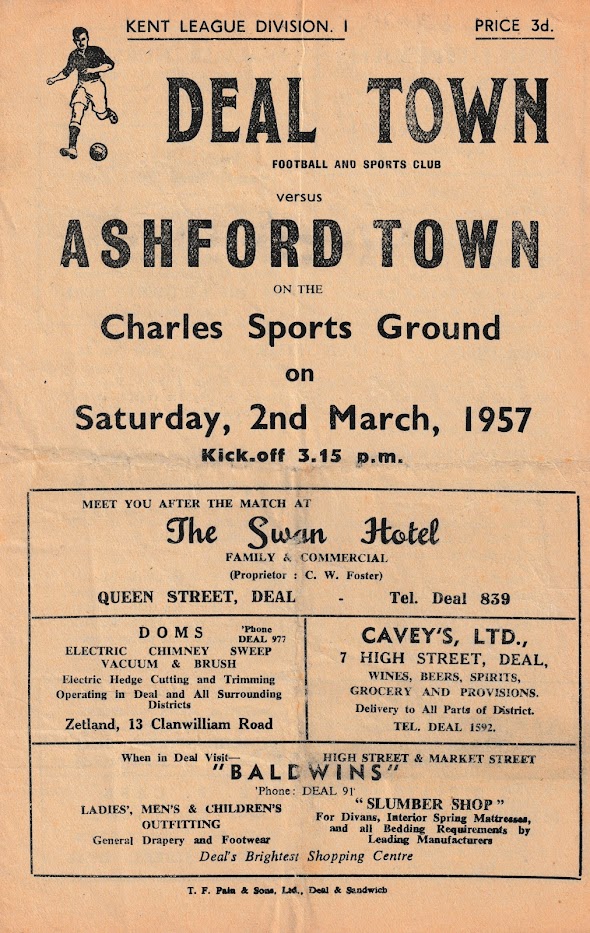 KENT LEAGUE DIVISION. 1 PRICE 3d.
DEAL TOWN
FOOTBALL AND SPORTS CLUB
versus
ASHFORD TOWN
ON THE
Charles Sports Ground
on
Saturday, 2nd March, 1957
Kick-off 3.15 p.m.
MEET YOU AFTER THE MATCH AT
The Swan Hotel
FAMILY & COMMERCIAL
(Proprietor : C. W. Foster)
QUEEN STREET, DEAL - Tel. Deal 839
DOMS 'Phone
DEAL 977
ELECTRIC CHIMNEY SWEEP
VACUUM & BRUSH
Electric Hedge Cutting and Trimming
Operating in Deal and All Surrounding
Districts
Zetland, 13 Clanwilliam Road
CAVEY'S, LTD.,
7 HIGH STREET, DEAL,
WINES, BEERS, SPIRITS,
GROCERY AND PROVISIONS.
Delivery to All Parts of District.
TEL. DEAL 1592.
When in Deal Visit— HIGH STREET & MARKET STREET
"BALDWINS"
'Phone: DEAL 91'
LADIES', MEN'S & CHILDREN'S
OUTFITTING
General Drapery and Footwear
"SLUMBER SHOP"
For Divans, Interior Spring Mattresses,
and all Bedding Requirements by
Leading Manufacturers
Deal's Brightest Shopping Centre
T. F. Pain & Sons, Ltd., Deal & Sandwich